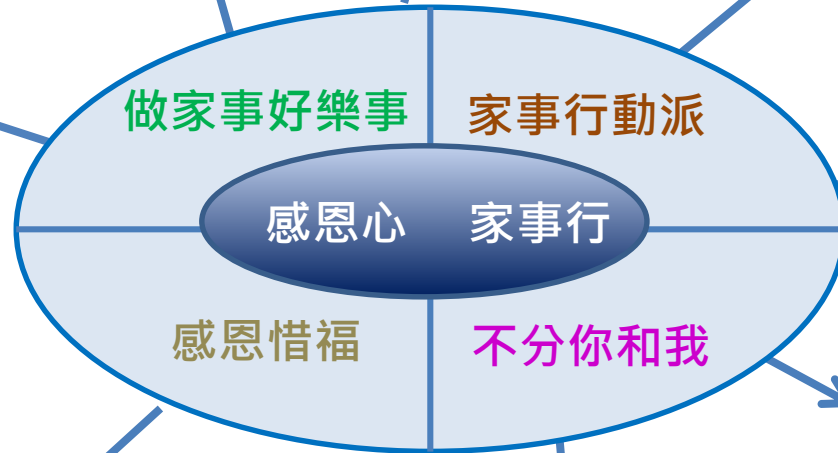 做家事好樂事
家事行動派
感恩心 家事行
感恩惜福
不分你和我